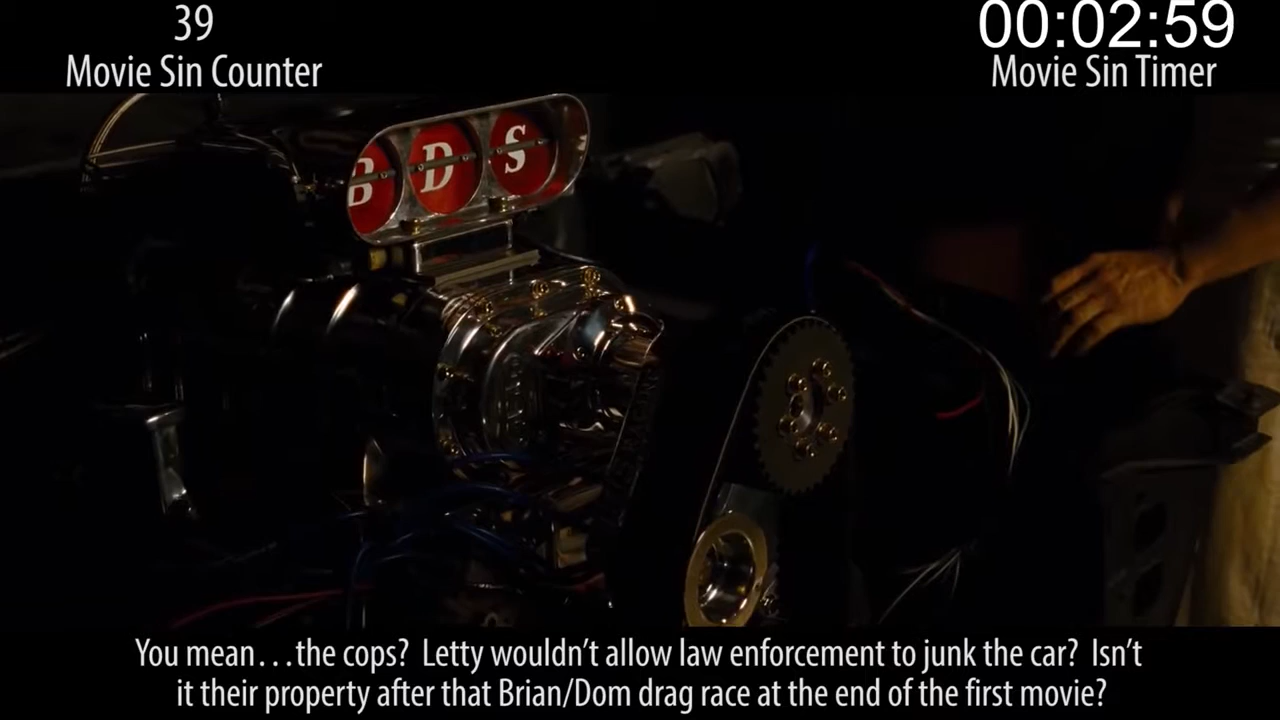 39
Movie Sin Counter
00:02:59
Movie Sin Timer
B D S
You mean...the cops? Letty wouldn't allow law enforcement to junk the car? Isn't
it their property after that Brian/Dom drag race at the end of the first movie?